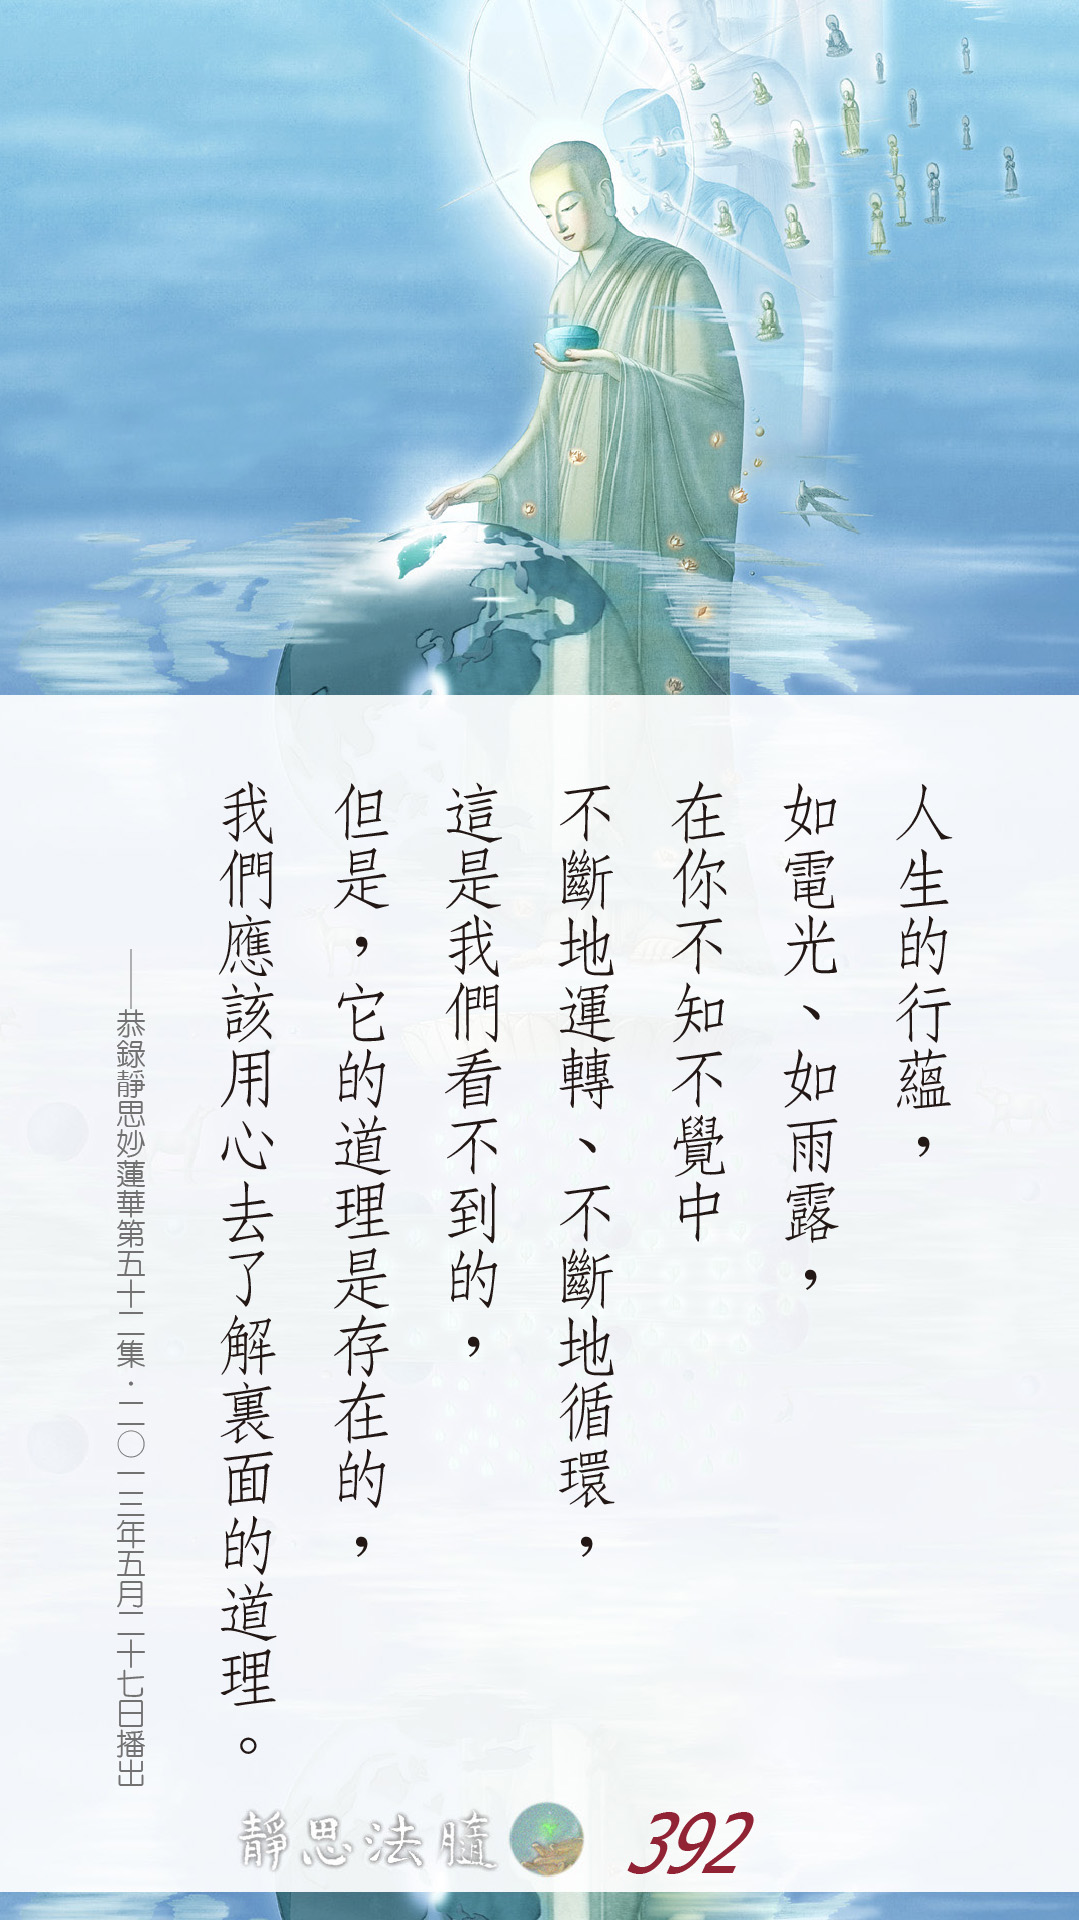 人生的行蘊，
如電光、如雨露，
在你不知不覺中
不斷地運轉、不斷地循環，
這是我們看不到的，
但是，它的道理是存在的，
我們應該用心去了解裏面的道理。
——恭錄靜思妙蓮華第五十二集．二〇一三年五月二十七日播出
靜思法髓 392